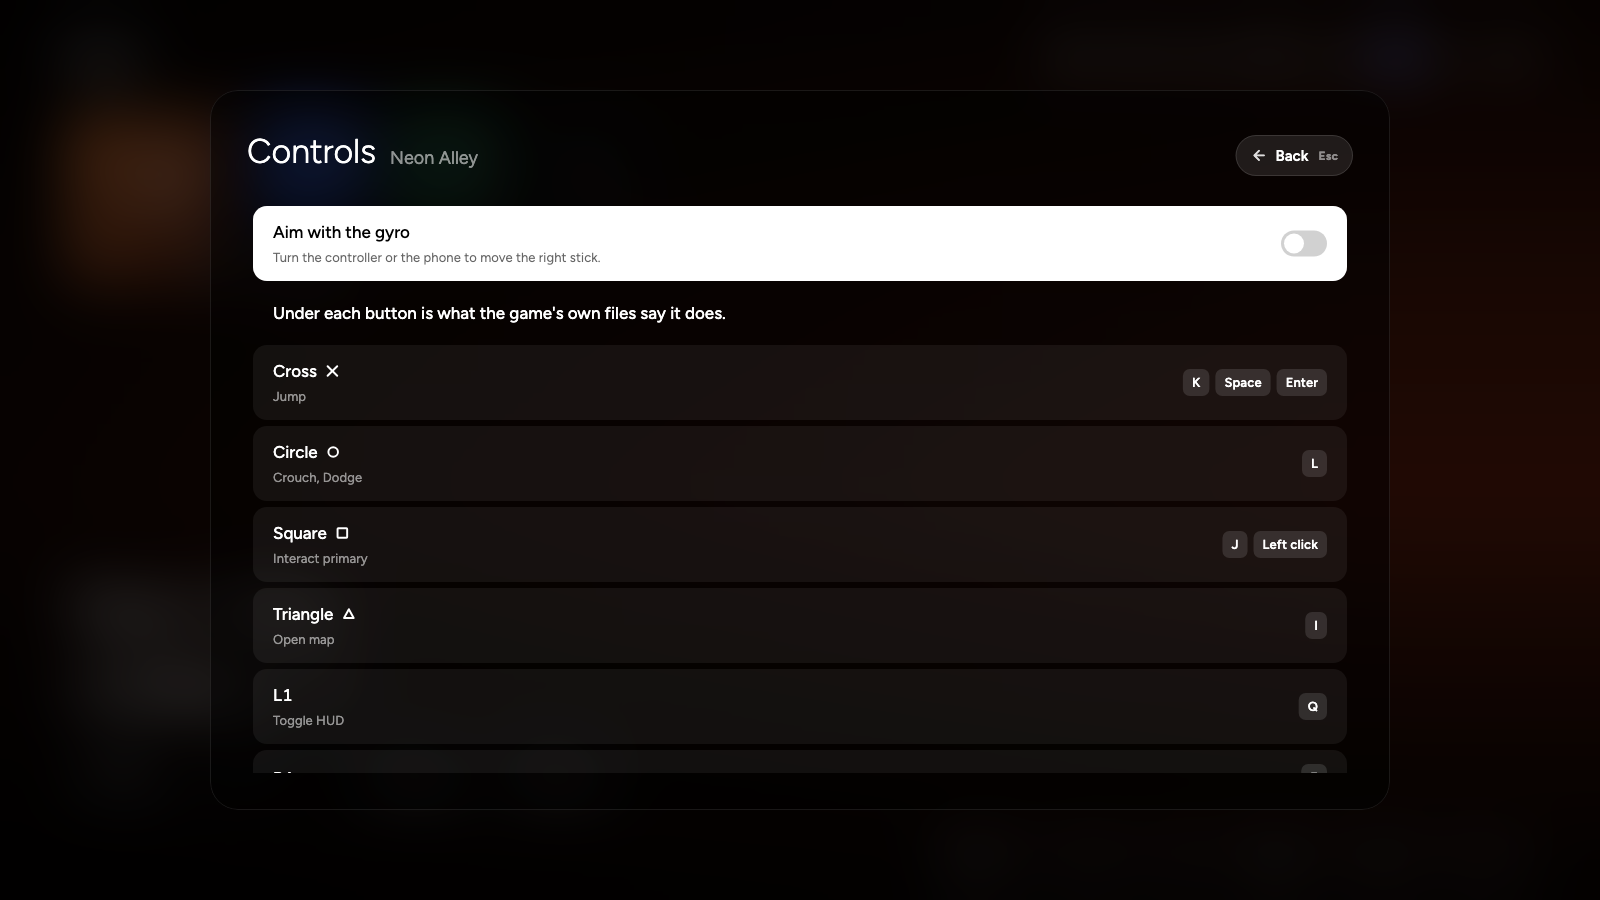 Controls Neon Alley
Back Esc
Aim with the gyro
Turn the controller or the phone to move the right stick.
Under each button is what the game's own files say it does.
Cross
Jump
K Space Enter
Circle
Crouch, Dodge
L
Square
Interact primary
J Left click
Triangle
Open map
I
L1
Toggle HUD
Q